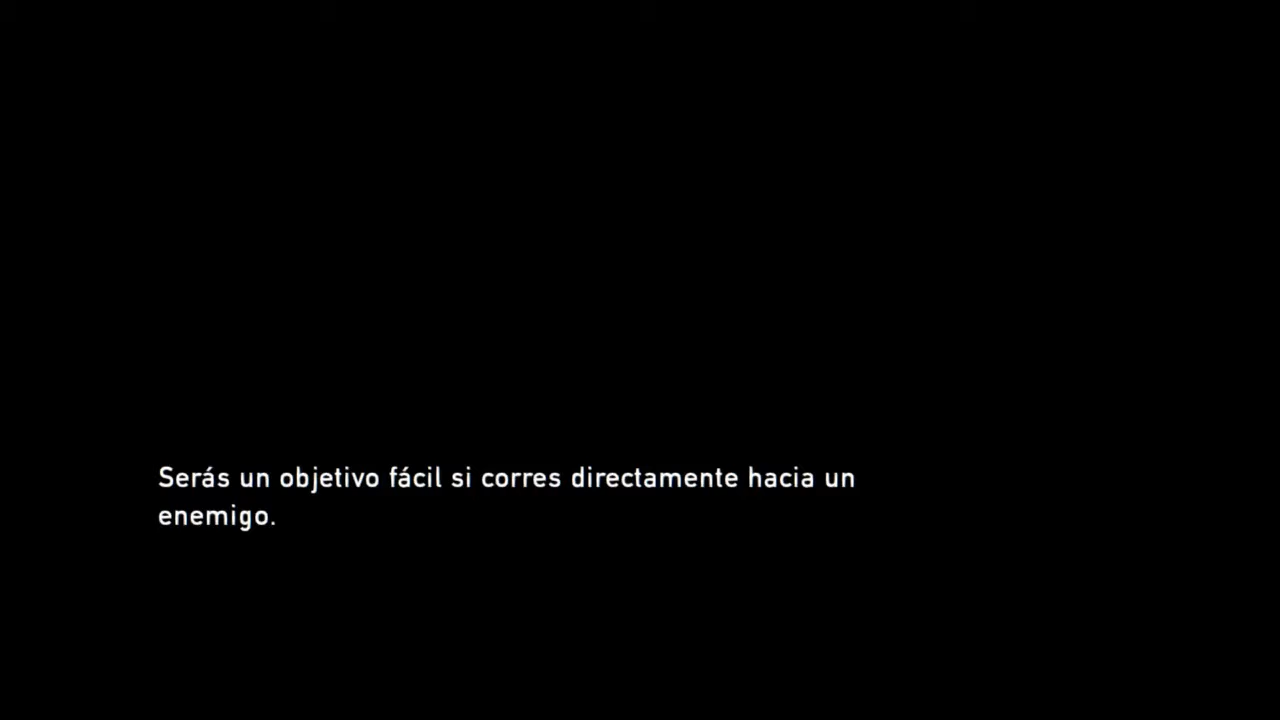 Serás un objetivo fácil si corres directamente hacia un
enemigo.